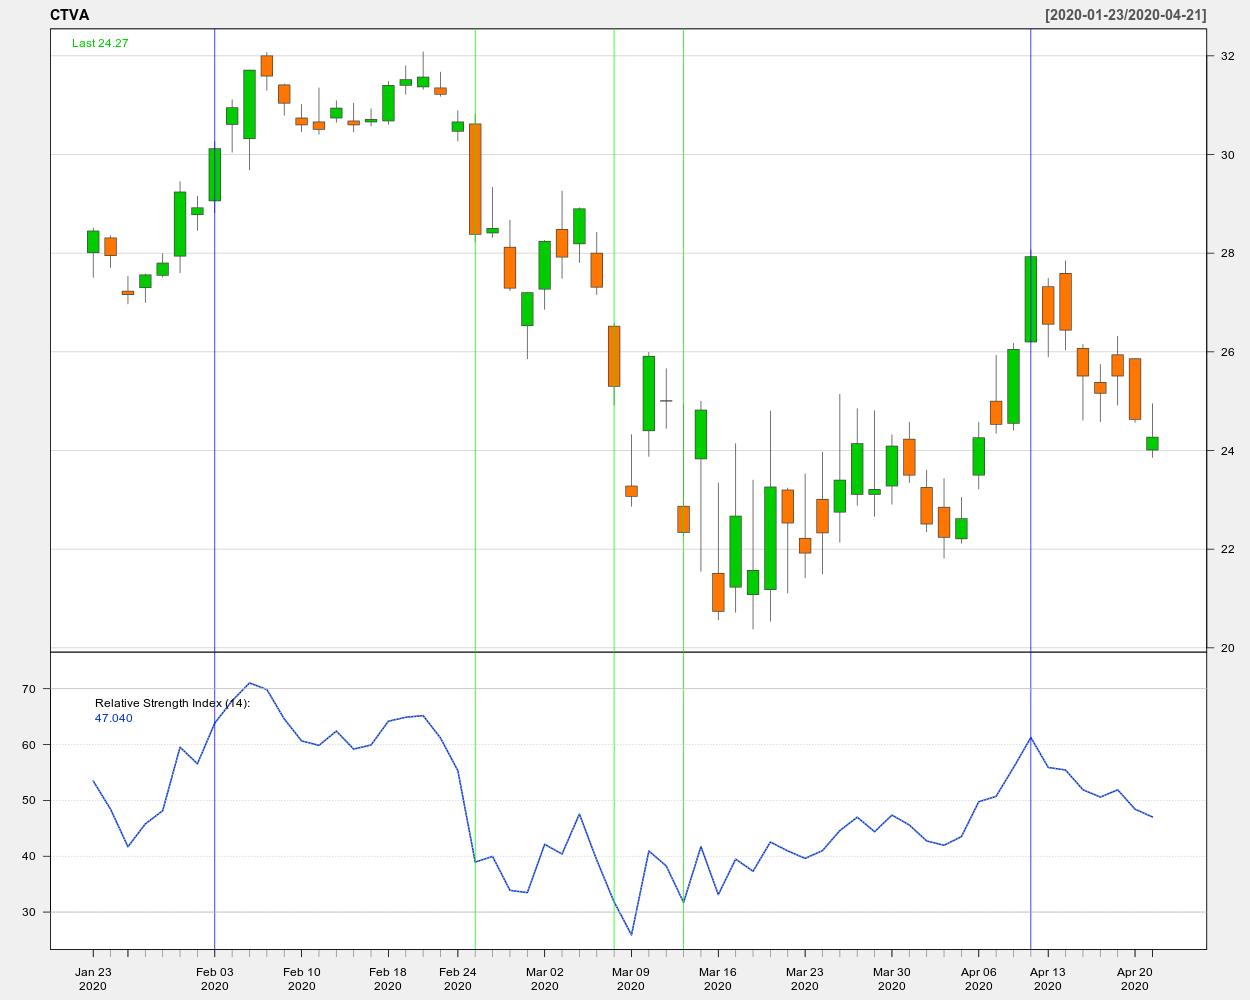 CTVA
[2020-01-23/2020-04-21]
Last 24.27
32
30
28
26
24
22
20
70
Relative Strength Index (14):
47.040
60
50
40
30
Jan 23 Feb 03 Feb 10 Feb 18 Feb 24 Mar 02 Mar 09 Mar 16 Mar 23 Mar 30 Apr 06 Apr 13 Apr 20
2020 2020 2020 2020 2020 2020 2020 2020 2020 2020 2020 2020 2020